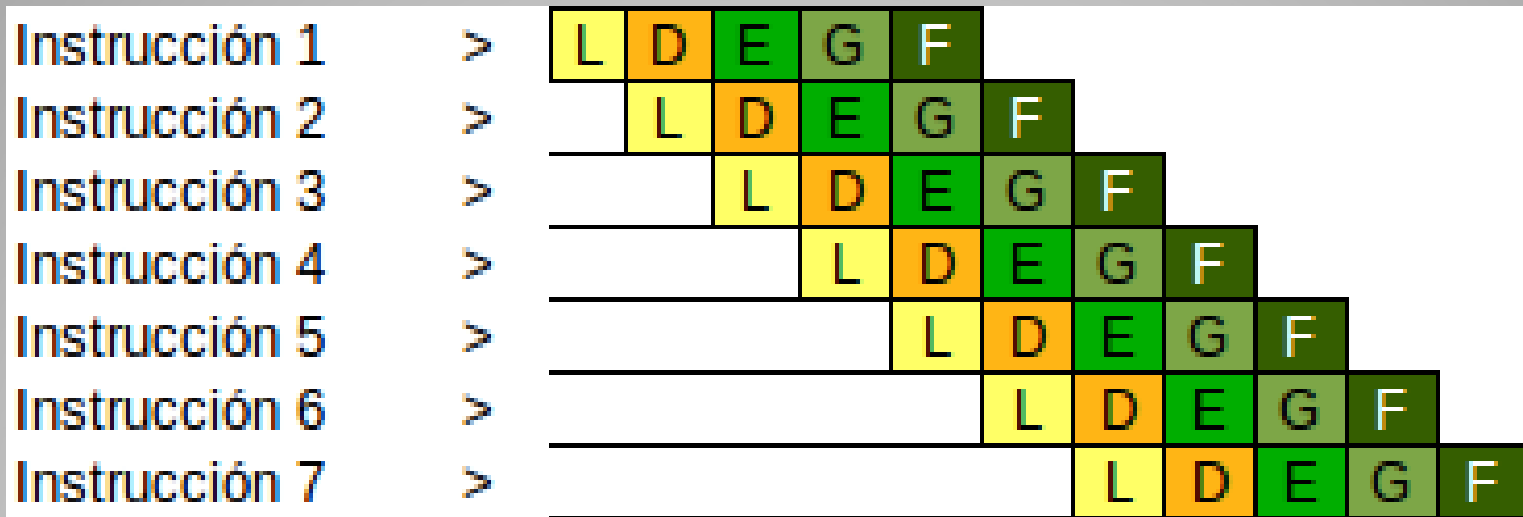 Instrucción 1 > L D E G F
Instrucción 2 > L D E G F
Instrucción 3 > L D E G F
Instrucción 4 > L D E G F
Instrucción 5 > L D E G F
Instrucción 6 > L D E G F
Instrucción 7 > L D E G F